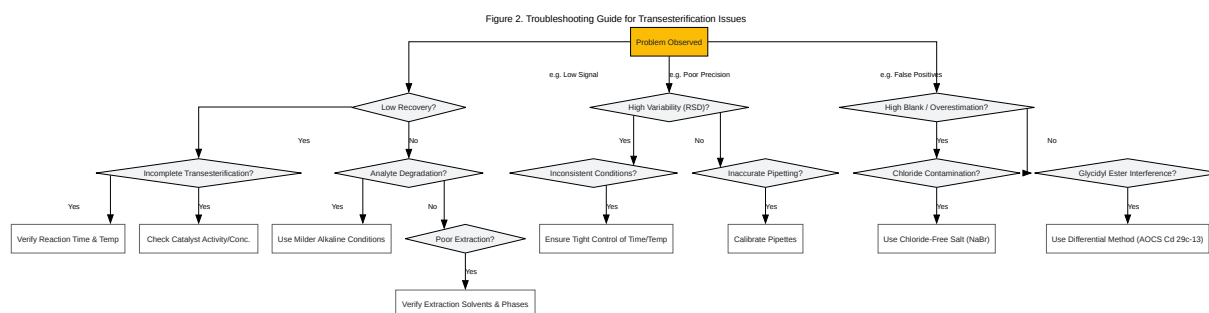 Figure 2. Troubleshooting Guide for Transesterification Issues
Problem Observed
e.g. Low Signal
e.g. Poor Precision
e.g. False Positives
Low Recovery?
High Variability (RSD)?
High Blank / Overestimation?
Yes
No
Yes
No
Yes
No
Incomplete Transesterification?
Analyte Degradation?
Inconsistent Conditions?
Inaccurate Pipetting?
Chloride Contamination?
Glycidyl Ester Interference?
Yes
Yes
Yes
No
Yes
Yes
Yes
Yes
Verify Reaction Time & Temp
Check Catalyst Activity/Conc.
Use Milder Alkaline Conditions
Poor Extraction?
Ensure Tight Control of Time/Temp
Calibrate Pipettes
Use Chloride-Free Salt (NaBr)
Use Differential Method (AOCS Cd 29c-13)
Yes
Verify Extraction Solvents & Phases